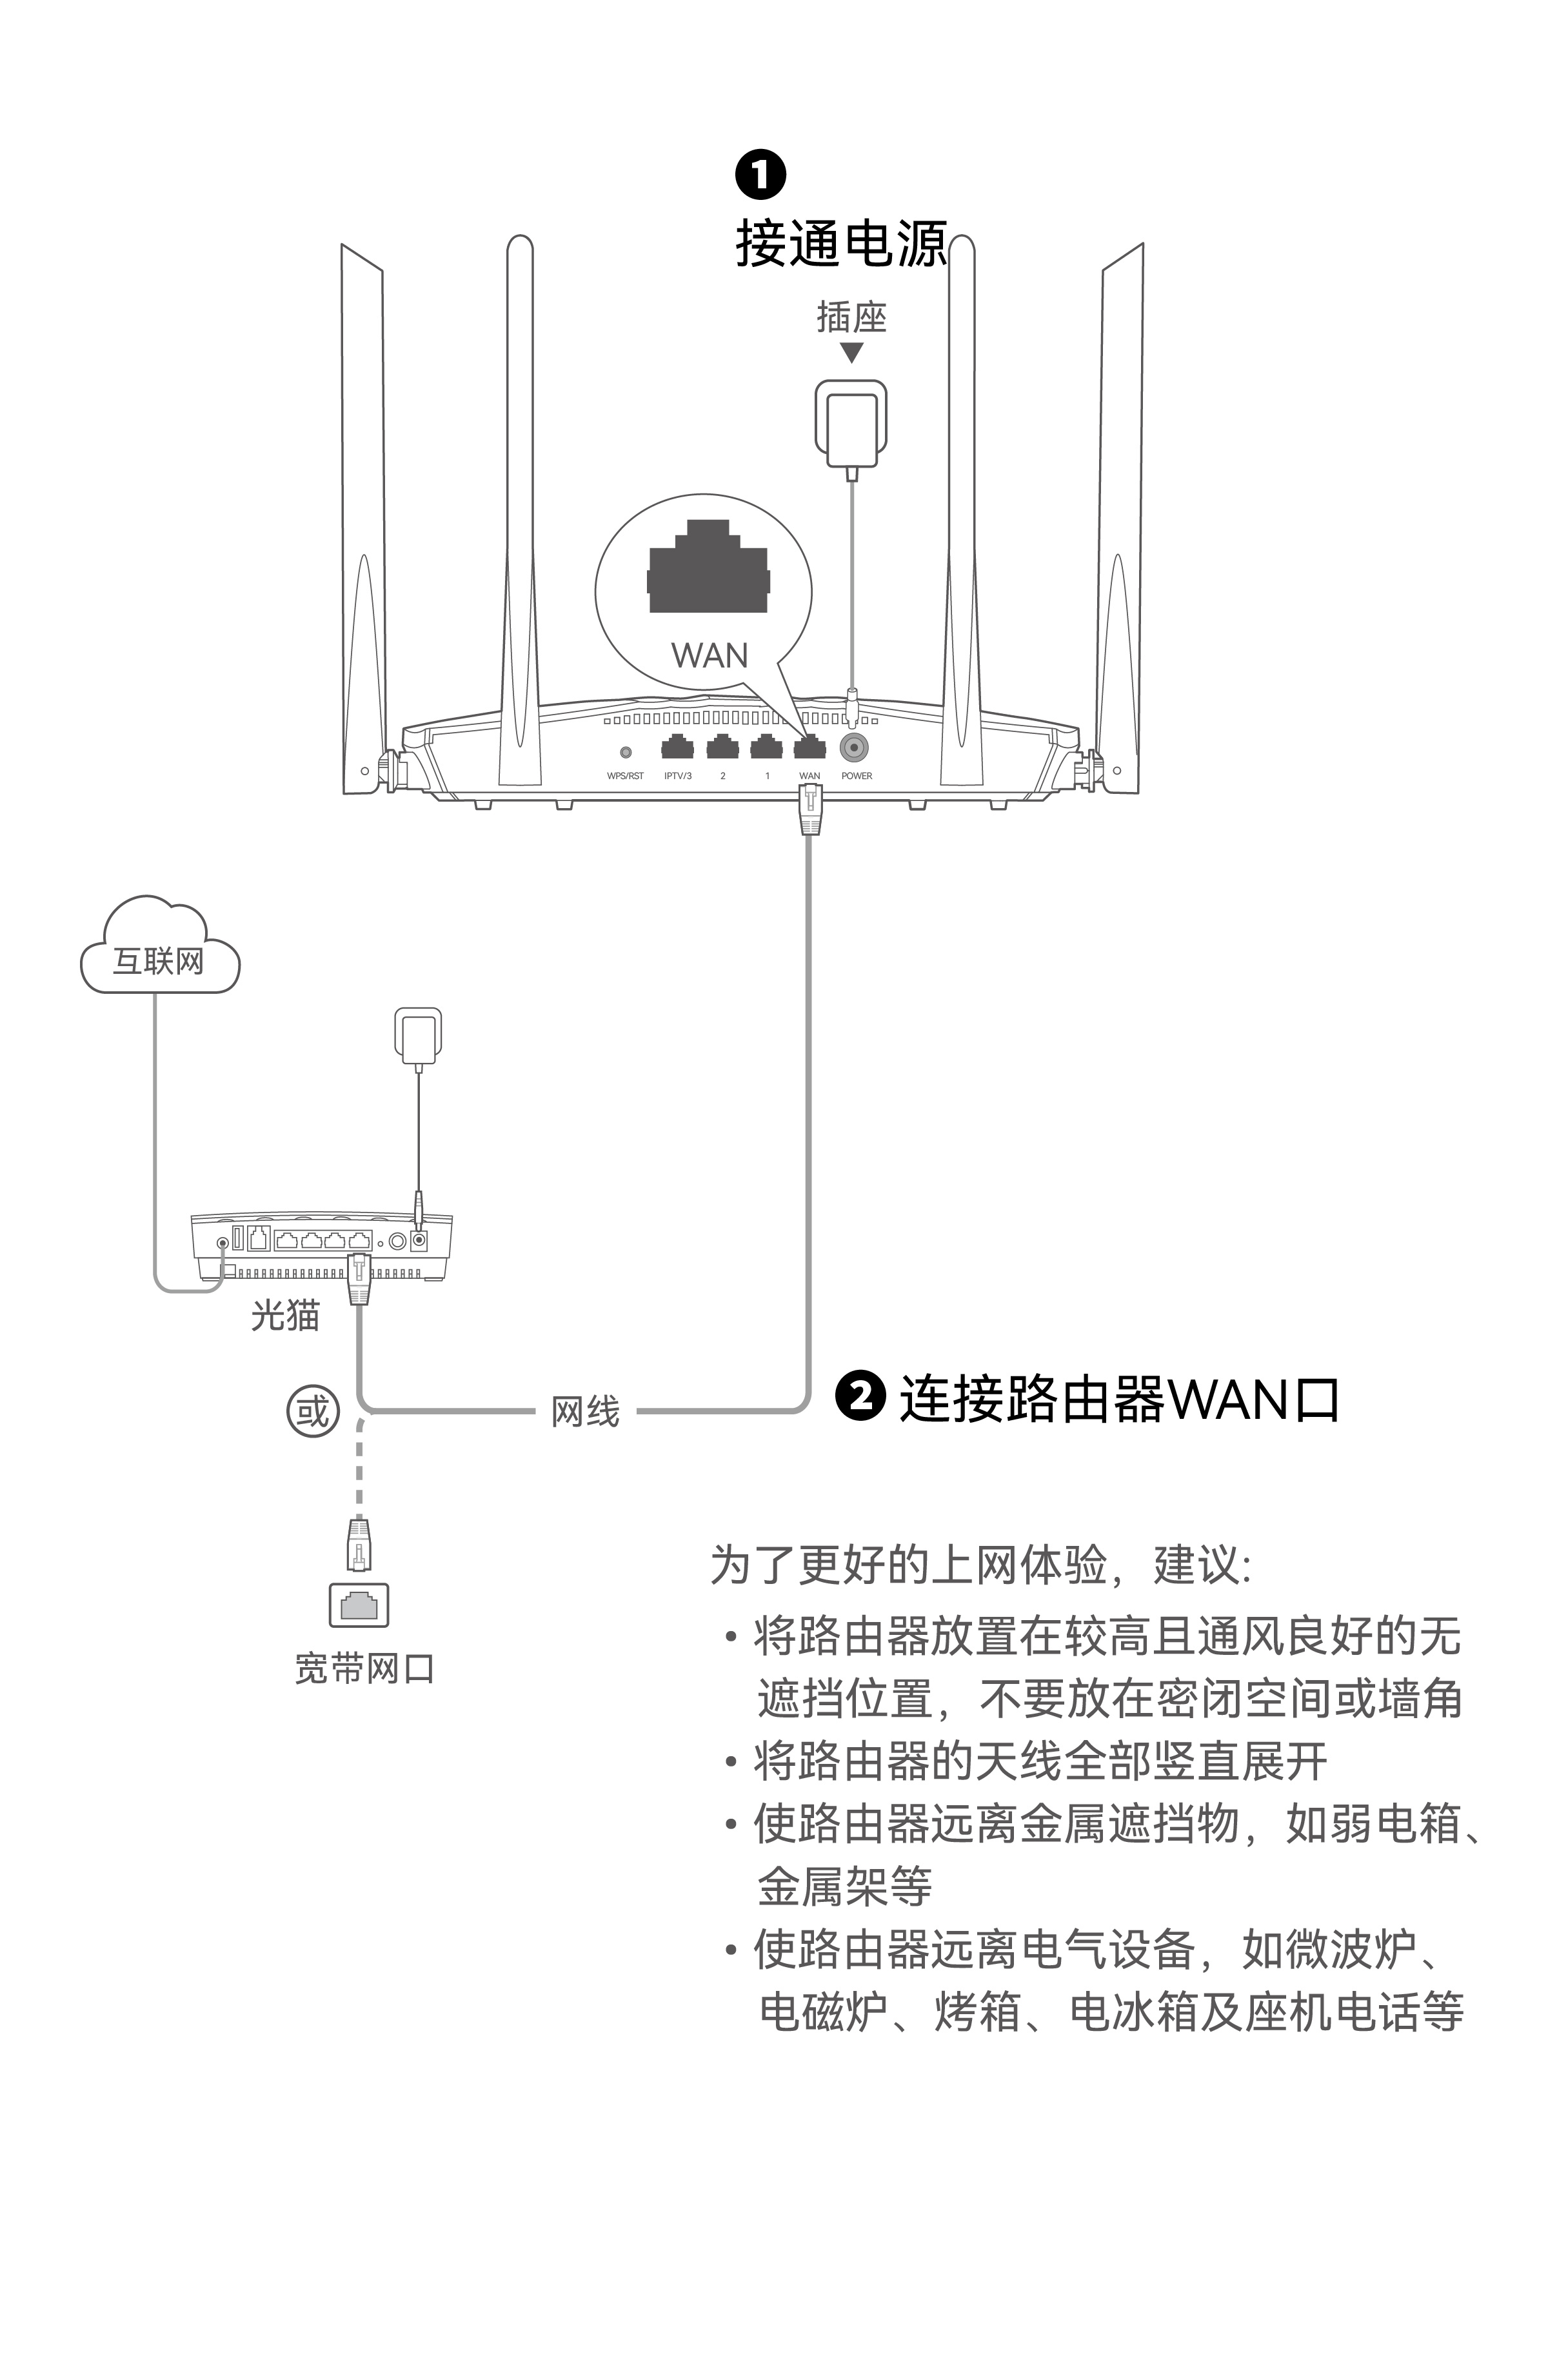 1
接通电源
插座
WAN
WPS/RST IPTV/3 2 1 WAN POWER
互联网
光猫
或
网线
2 连接路由器WAN口
宽带网口
为了更好的上网体验，建议:
• 将路由器放置在较高且通风良好的无
遮挡位置，不要放在密闭空间或墙角
• 将路由器的天线全部竖直展开
• 使路由器远离金属遮挡物，如弱电箱、
金属架等
• 使路由器远离电气设备，如微波炉、
电磁炉、烤箱、电冰箱及座机电话等